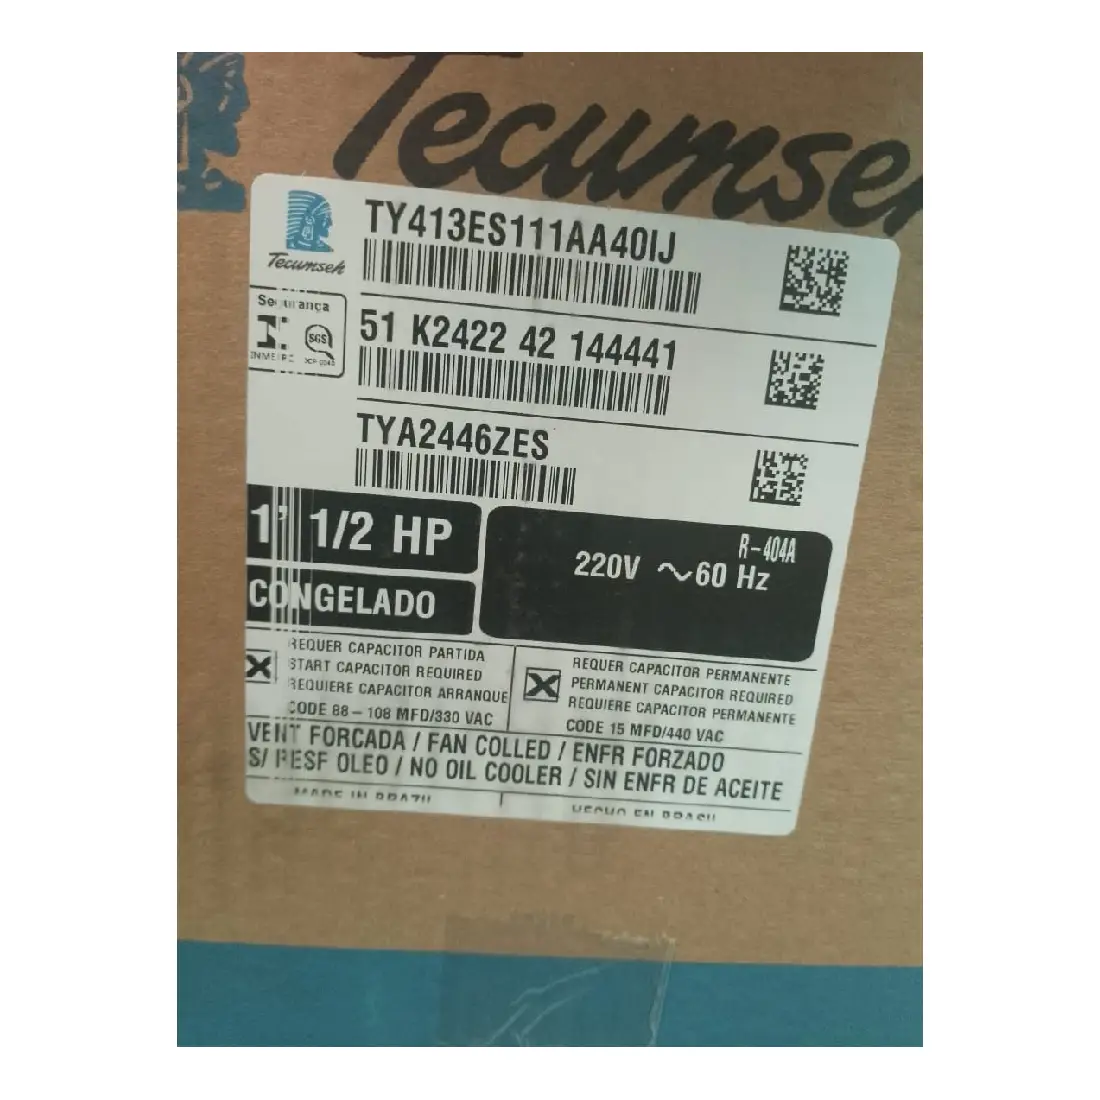 Tecumseh
TY413ES111AA40IJ
Tecumseh
Segurança
SGS
INMETRO
51 K2422 42 144441
TYA2446ZES
1 1/2 HP
R-404A
220V ~60 Hz
CONGELADO
X
REQUER CAPACITOR PARTIDA
START CAPACITOR REQUIRED
REQUIERE CAPACITOR ARRANQUE
CODE 88-108 MFD/330 VAC
X
REQUER CAPACITOR PERMANENTE
PERMANENT CAPACITOR REQUIRED
REQUIERE CAPACITOR PERMANENTE
CODE 15 MFD/440 VAC
VENT FORCADA / FAN COLLED / ENFR FORZADO
S/ RESF OLEO / NO OIL COOLER / SIN ENFR DE ACEITE
MADE IN BRAZIL
HECHO EN BRASIL